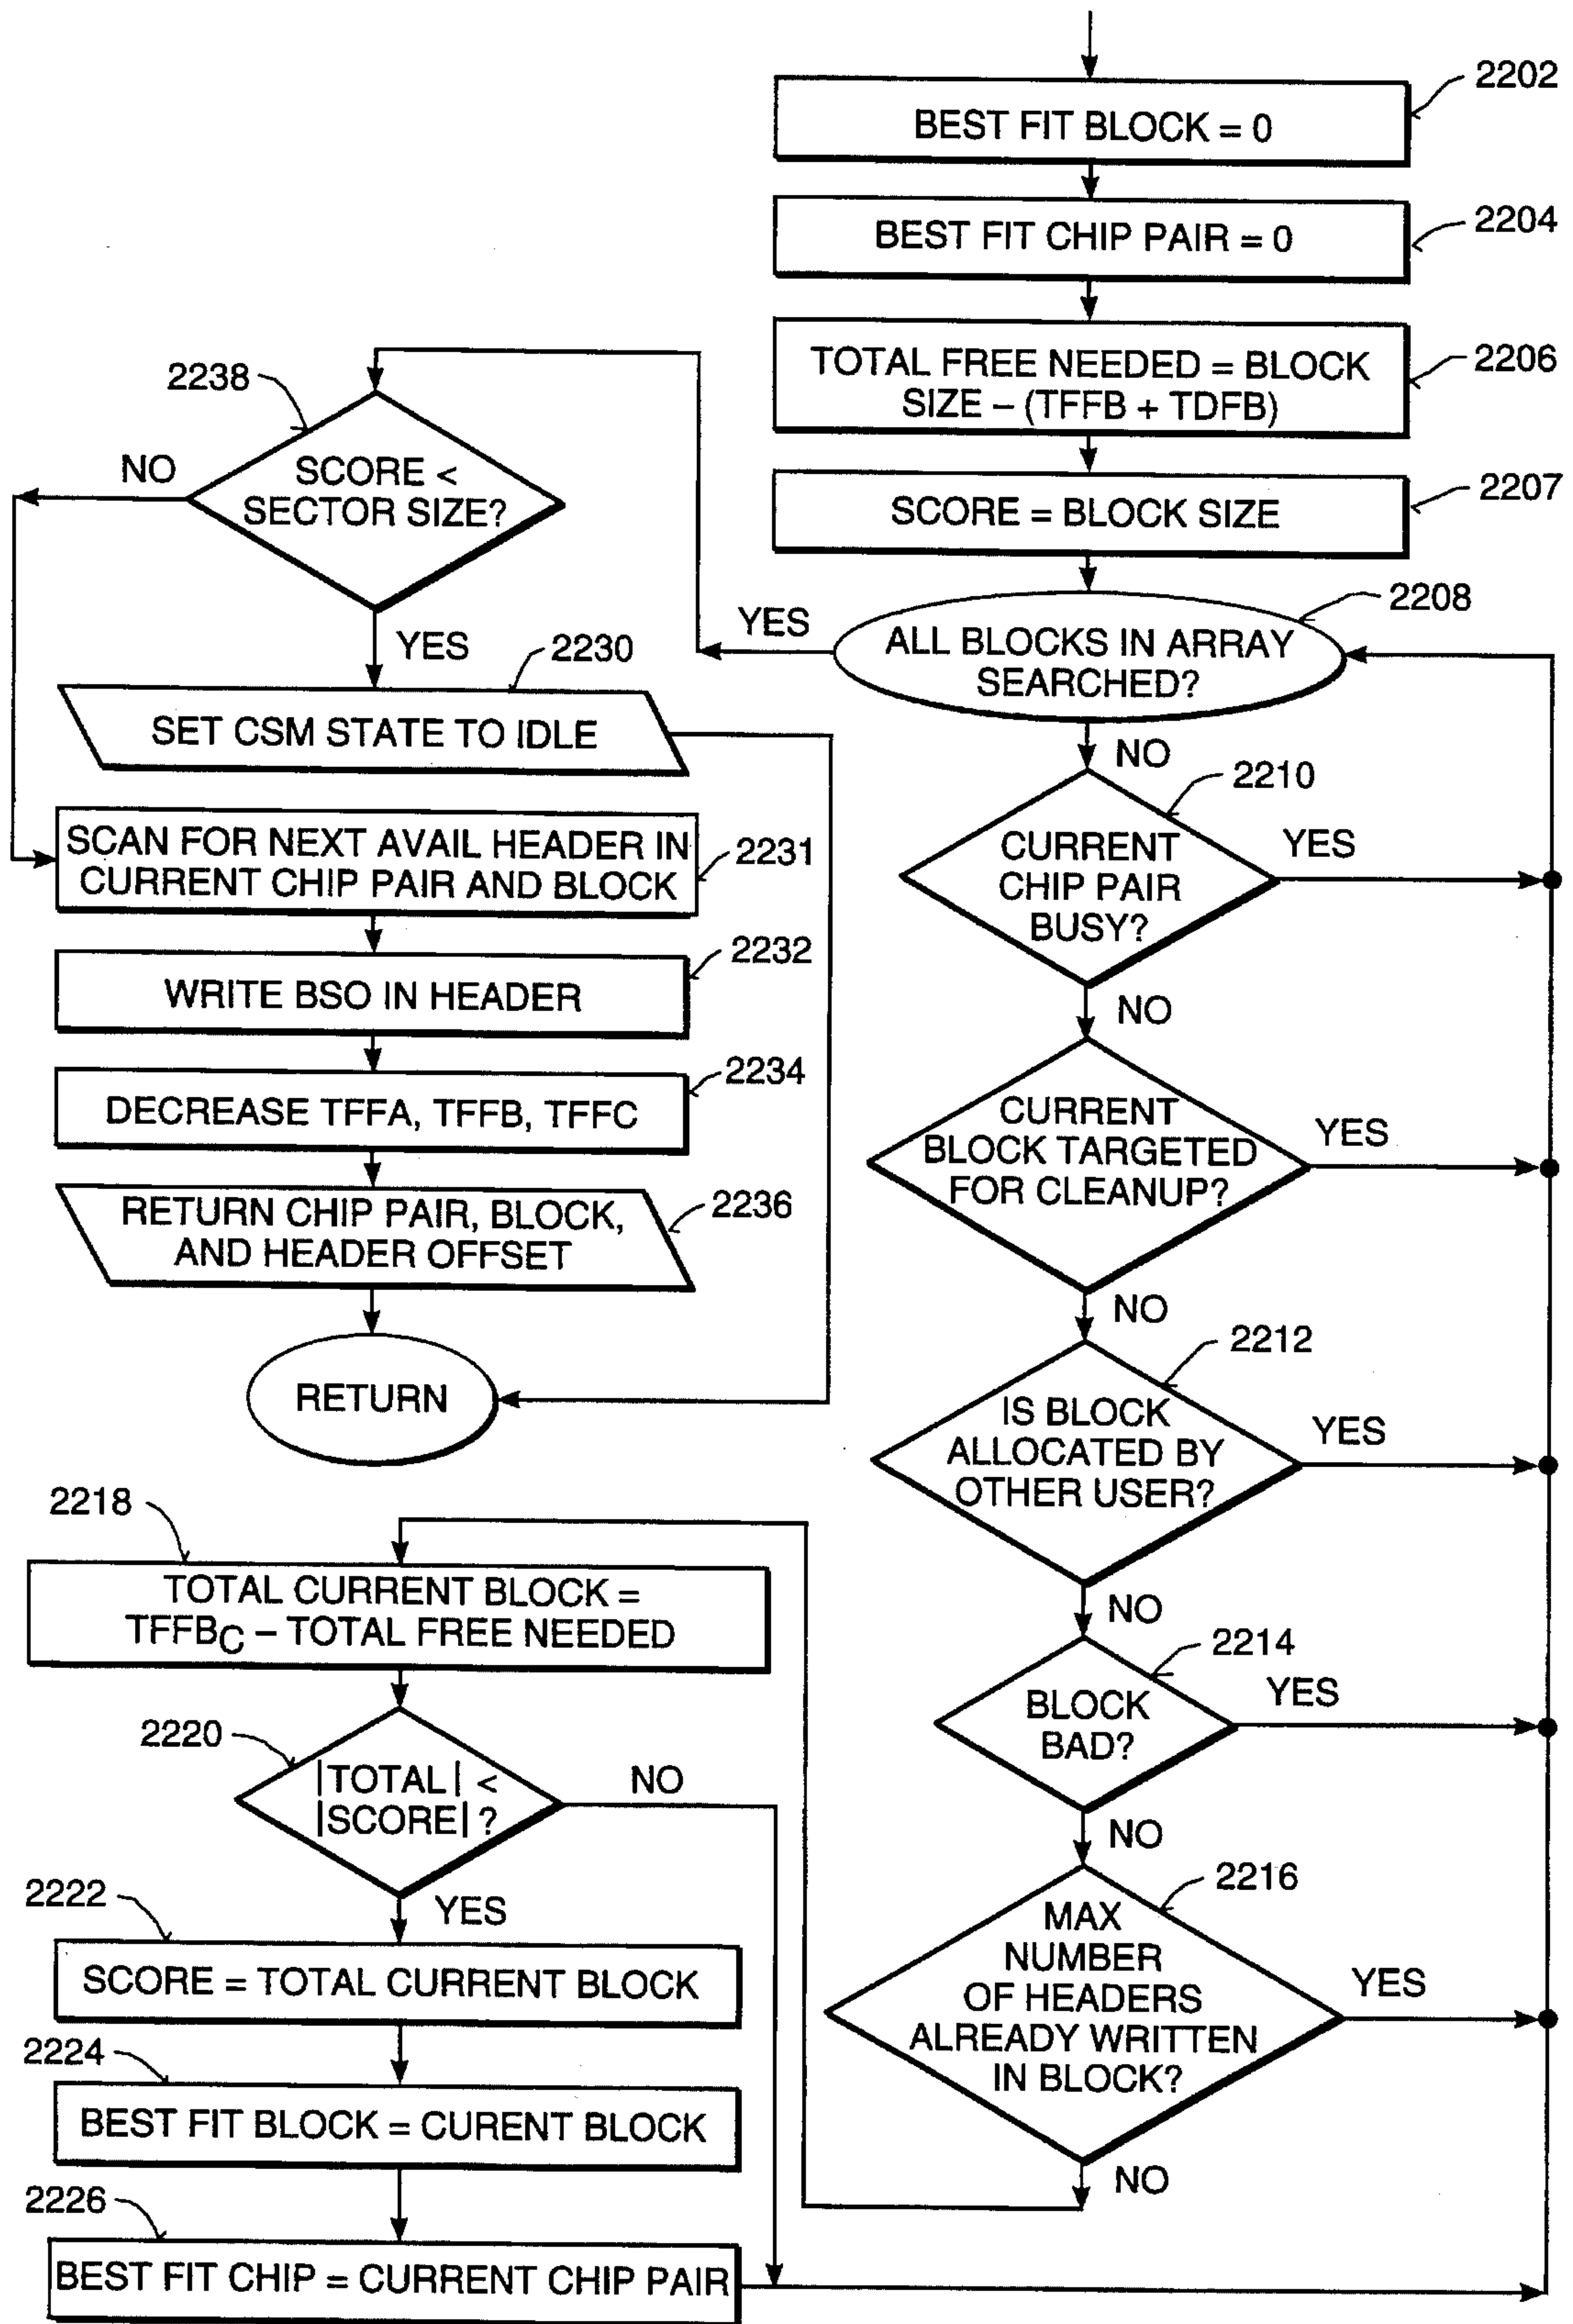 2202
BEST FIT BLOCK = 0
2204
BEST FIT CHIP PAIR = 0
2206
TOTAL FREE NEEDED = BLOCK
SIZE – (TFFB + TDFB)
2207
SCORE = BLOCK SIZE
2208
ALL BLOCKS IN ARRAY
SEARCHED?
YES
NO
2210
CURRENT
CHIP PAIR
BUSY?
YES
NO
CURRENT
BLOCK TARGETED
FOR CLEANUP?
YES
NO
2212
IS BLOCK
ALLOCATED BY
OTHER USER?
YES
NO
2214
BLOCK
BAD?
YES
NO
2216
MAX
NUMBER
OF HEADERS
ALREADY WRITTEN
IN BLOCK?
YES
NO
2238
SCORE <
SECTOR SIZE?
NO
YES
2230
SET CSM STATE TO IDLE
2231
SCAN FOR NEXT AVAIL HEADER IN
CURRENT CHIP PAIR AND BLOCK
2232
WRITE BSO IN HEADER
2234
DECREASE TFFA, TFFB, TFFC
2236
RETURN CHIP PAIR, BLOCK,
AND HEADER OFFSET
RETURN
2218
TOTAL CURRENT BLOCK =
TFFBC – TOTAL FREE NEEDED
2220
|TOTAL| <
|SCORE| ?
NO
YES
2222
SCORE = TOTAL CURRENT BLOCK
2224
BEST FIT BLOCK = CURENT BLOCK
2226
BEST FIT CHIP = CURRENT CHIP PAIR